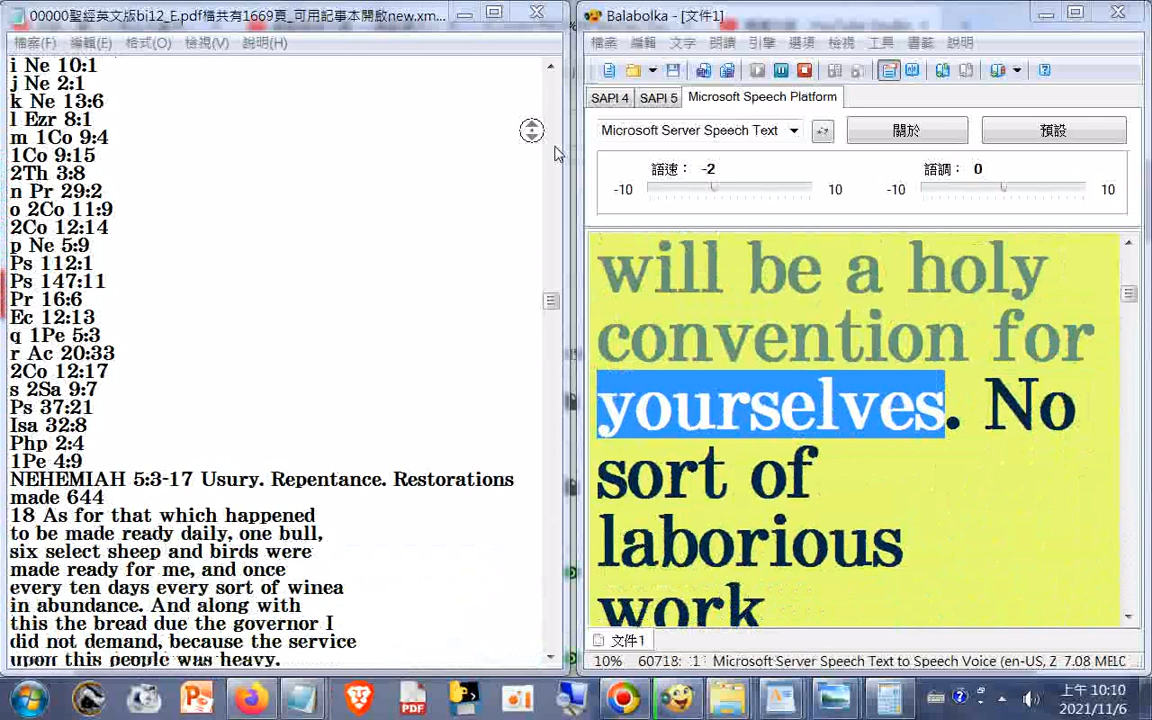 00000聖經英文版bi12_E.pdf檔共有1669頁_可用記事本開啟new.xm...
檔案(F) 編輯(E) 格式(O) 檢視(V) 說明(H)
i Ne 10:1
j Ne 2:1
k Ne 13:6
l Ezr 8:1
m 1Co 9:4
1Co 9:15
2Th 3:8
n Pr 29:2
o 2Co 11:9
2Co 12:14
p Ne 5:9
Ps 112:1
Ps 147:11
Pr 16:6
Ec 12:13
q 1Pe 5:3
r Ac 20:33
2Co 12:17
s 2Sa 9:7
Ps 37:21
Isa 32:8
Php 2:4
1Pe 4:9
NEHEMIAH 5:3-17 Usury. Repentance. Restorations
made 644
18 As for that which happened
to be made ready daily, one bull,
six select sheep and birds were
made ready for me, and once
every ten days every sort of winea
in abundance. And along with
this the bread due the governor I
did not demand, because the service
upon this people was heavy.
Balabolka - [文件1]
檔案 編輯 文字 朗讀 引擎 選項 檢視 工具 書籤 說明
SAPI 4 SAPI 5 Microsoft Speech Platform
Microsoft Server Speech Text 關於 預設
語速： -2 語調： 0
-10 10 -10 10
will be a holy
convention for
yourselves. No
sort of
laborious
work
文件1
10% 60718: 1 Microsoft Server Speech Text to Speech Voice (en-US, Z 7.08 MELC
PDF
上午 10:10
2021/11/6